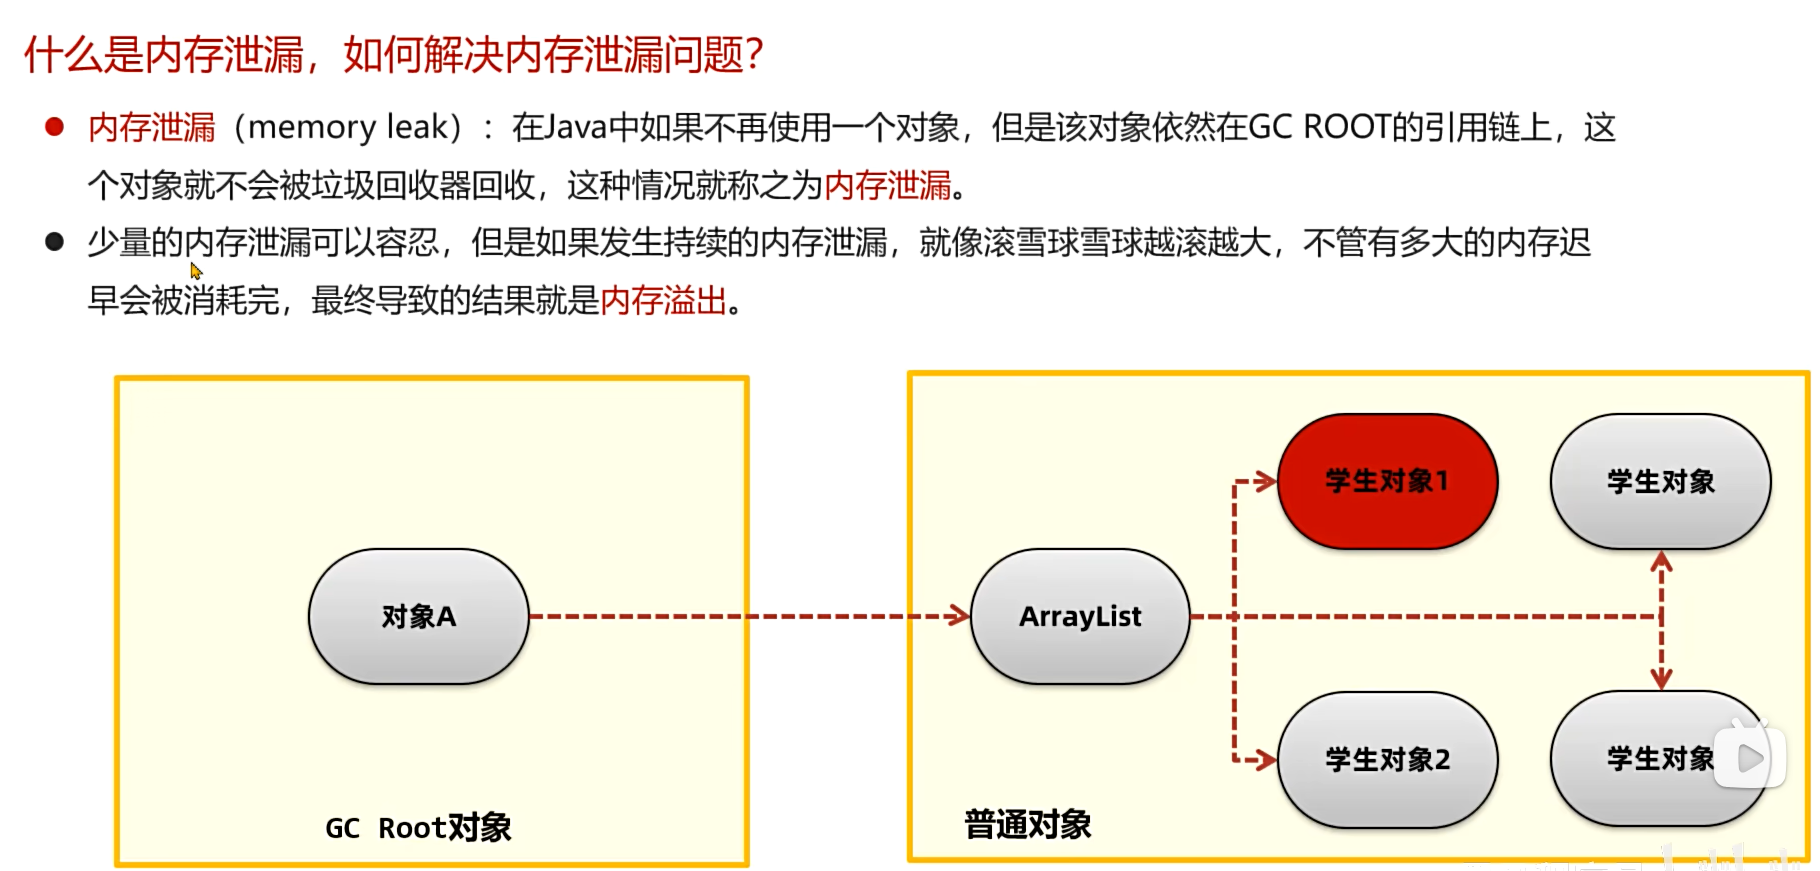 什么是内存泄漏，如何解决内存泄漏问题？
内存泄漏（memory leak）：在Java中如果不再使用一个对象，但是该对象依然在GC ROOT的引用链上，这
个对象就不会被垃圾回收器回收，这种情况就称之为内存泄漏。
少量的内存泄漏可以容忍，但是如果发生持续的内存泄漏，就像滚雪球雪球越滚越大，不管有多大的内存迟
早会被消耗完，最终导致的结果就是内存溢出。
学生对象1
学生对象
对象A
ArrayList
学生对象2
学生对象
GC Root对象
普通对象